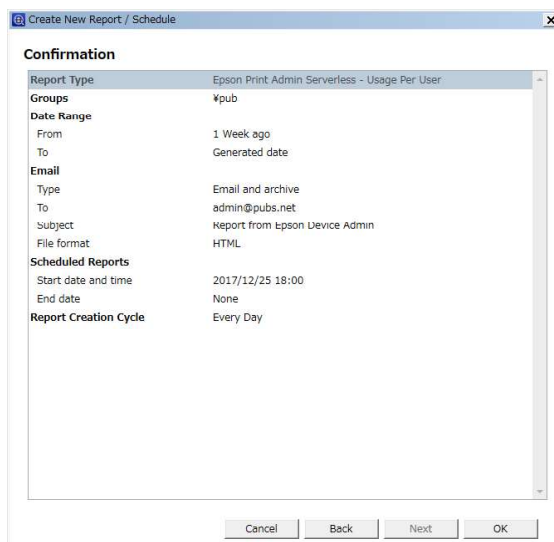 Create New Report / Schedule
Confirmation
Report Type Epson Print Admin Serverless - Usage Per User
Groups ¥pub
Date Range
From 1 Week ago
To Generated date
Email
Type Email and archive
To admin@pubs.net
Subject Report from Epson Device Admin
File format HTML
Scheduled Reports
Start date and time 2017/12/25 18:00
End date None
Report Creation Cycle Every Day
Cancel Back Next OK